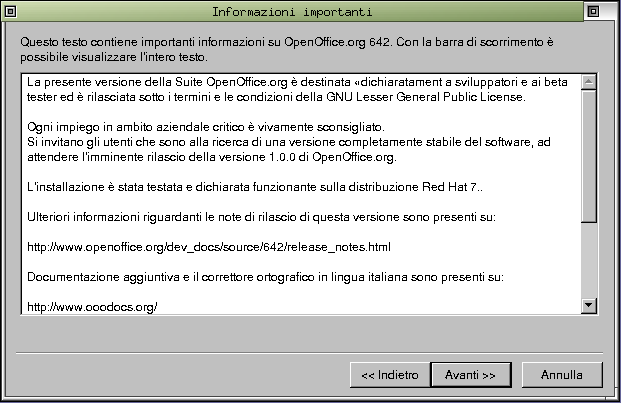 Informazioni importanti
Questo testo contiene importanti informazioni su OpenOffice.org 642. Con la barra di scorrimento è
possibile visualizzare l'intero testo.
La presente versione della Suite OpenOffice.org è destinata «dichiaratament a sviluppatori e ai beta
tester ed è rilasciata sotto i termini e le condizioni della GNU Lesser General Public License.
Ogni impiego in ambito aziendale critico è vivamente sconsigliato.
Si invitano gli utenti che sono alla ricerca di una versione completamente stabile del software, ad
attendere l'imminente rilascio della versione 1.0.0 di OpenOffice.org.
L'installazione è stata testata e dichiarata funzionante sulla distribuzione Red Hat 7..
Ulteriori informazioni riguardanti le note di rilascio di questa versione sono presenti su:
http://www.openoffice.org/dev_docs/source/642/release_notes.html
Documentazione aggiuntiva e il correttore ortografico in lingua italiana sono presenti su:
http://www.ooodocs.org/
<< Indietro
Avanti >>
Annulla